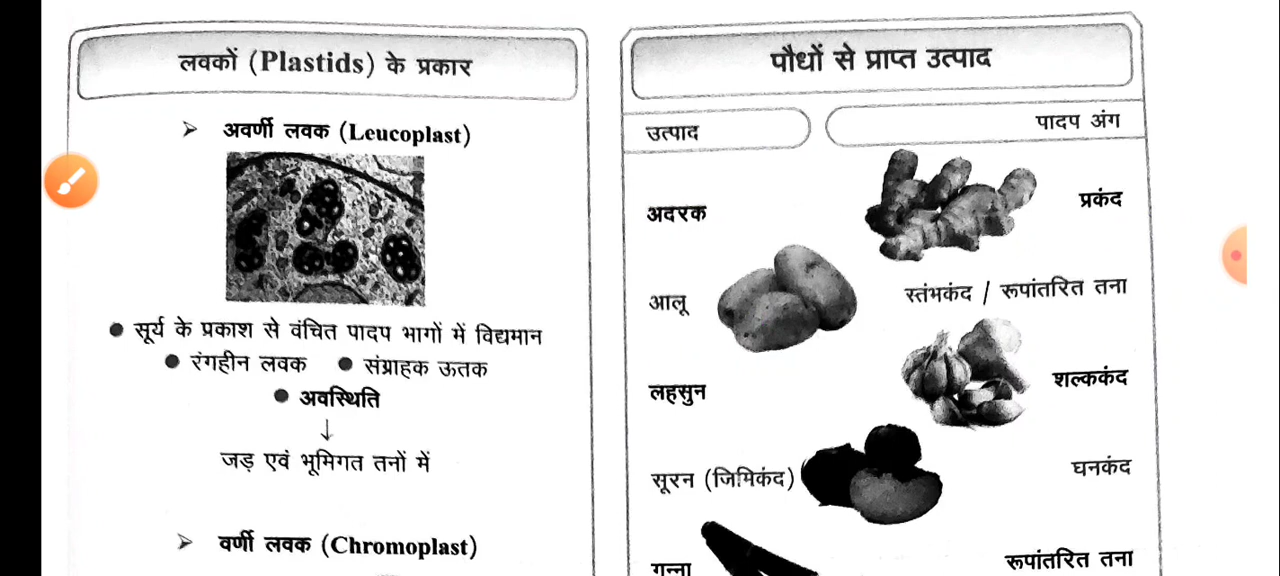 लवकों (Plastids) के प्रकार
➢ अवर्णी लवक (Leucoplast)
● सूर्य के प्रकाश से वंचित पादप भागों में विद्यमान
● रंगहीन लवक ● संग्राहक ऊतक
● अवस्थिति
↓
जड़ एवं भूमिगत तनों में
➢ वर्णी लवक (Chromoplast)
पौधों से प्राप्त उत्पाद
उत्पाद पादप अंग
अदरक प्रकंद
आलू स्तंभकंद / रूपांतरित तना
लहसुन शल्ककंद
सूरन (जिमिकंद) घनकंद
गन्ना रूपांतरित तना